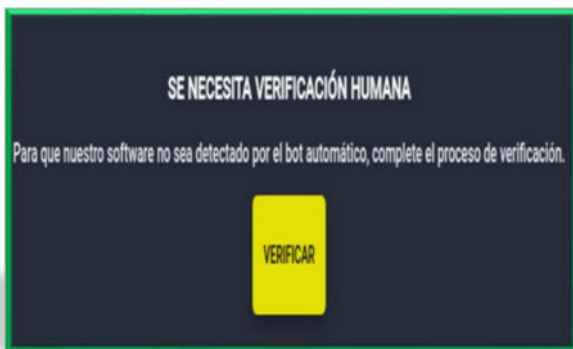 SE NECESITA VERIFICACIÓN HUMANA
Para que nuestro software no sea detectado por el bot automático, complete el proceso de verificación.
VERIFICAR